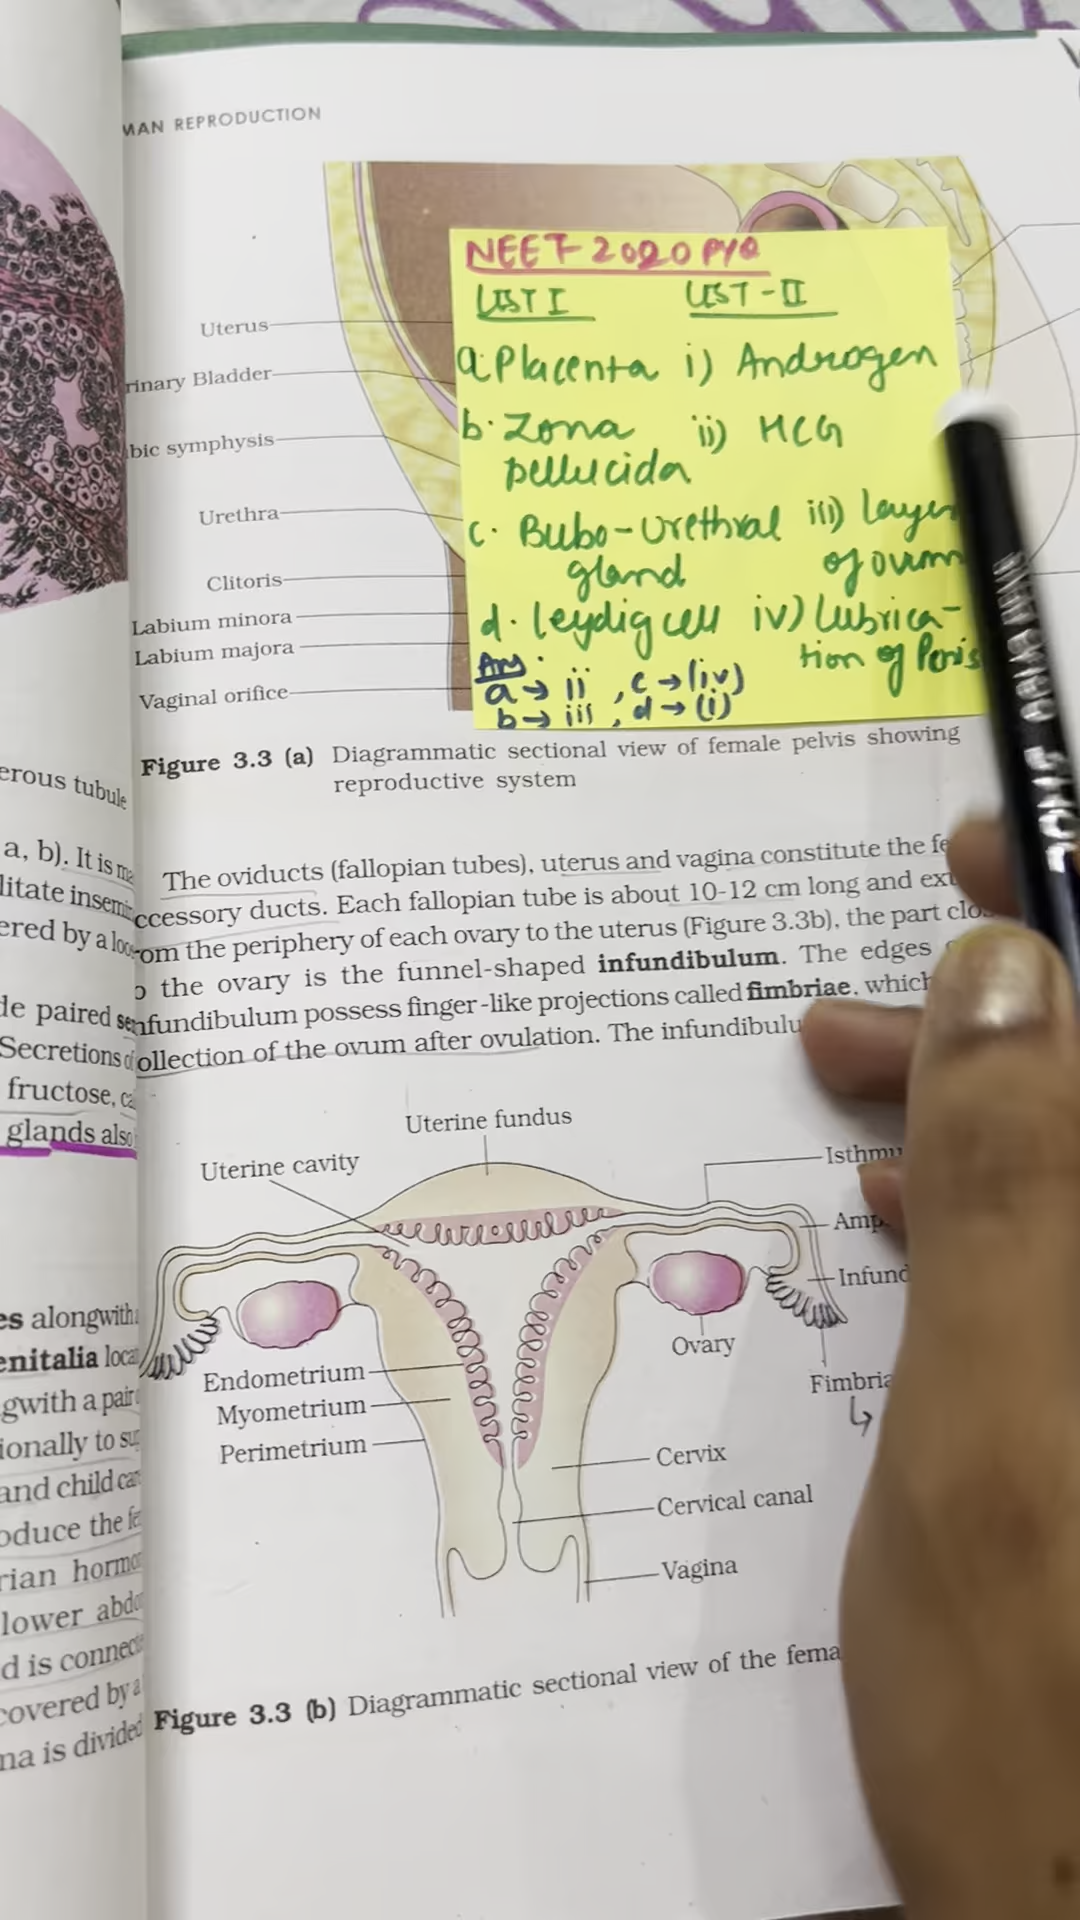 MAN REPRODUCTION
NEET-2020 PYQ
LIST I LIST-II
a. Placenta i) Androgen
b. Zona ii) HCG
pellucida
c. Bulbo-Urethral iii) layer
gland of ovum
d. leydig cell iv) Lubrica-
tion of Penis
Ans.
a → ii , c → (iv)
b → iii , d → (i)
Uterus
rinary Bladder
bic symphysis
Urethra
Clitoris
Labium minora
Labium majora
Vaginal orifice
Figure 3.3 (a) Diagrammatic sectional view of female pelvis showing
reproductive system
The oviducts (fallopian tubes), uterus and vagina constitute the fe
ccessory ducts. Each fallopian tube is about 10-12 cm long and ext
om the periphery of each ovary to the uterus (Figure 3.3b), the part clo
o the ovary is the funnel-shaped infundibulum. The edges
nfundibulum possess finger-like projections called fimbriae, which
ollection of the ovum after ovulation. The infundibulu
Uterine fundus
Uterine cavity
Isthmu
Amp
Infund
Ovary
Fimbria
Endometrium
Myometrium
Perimetrium
Cervix
Cervical canal
Vagina
Figure 3.3 (b) Diagrammatic sectional view of the fema
erous tubule
a, b). It is
litate insemi
ered by a loo
de paired
Secretions
fructose,
glands also
es alongwith
enitalia loca
gwith a pair
ionally to su
and child
oduce the
rian hormo
lower abdo
d is connec
covered by a
na is divided